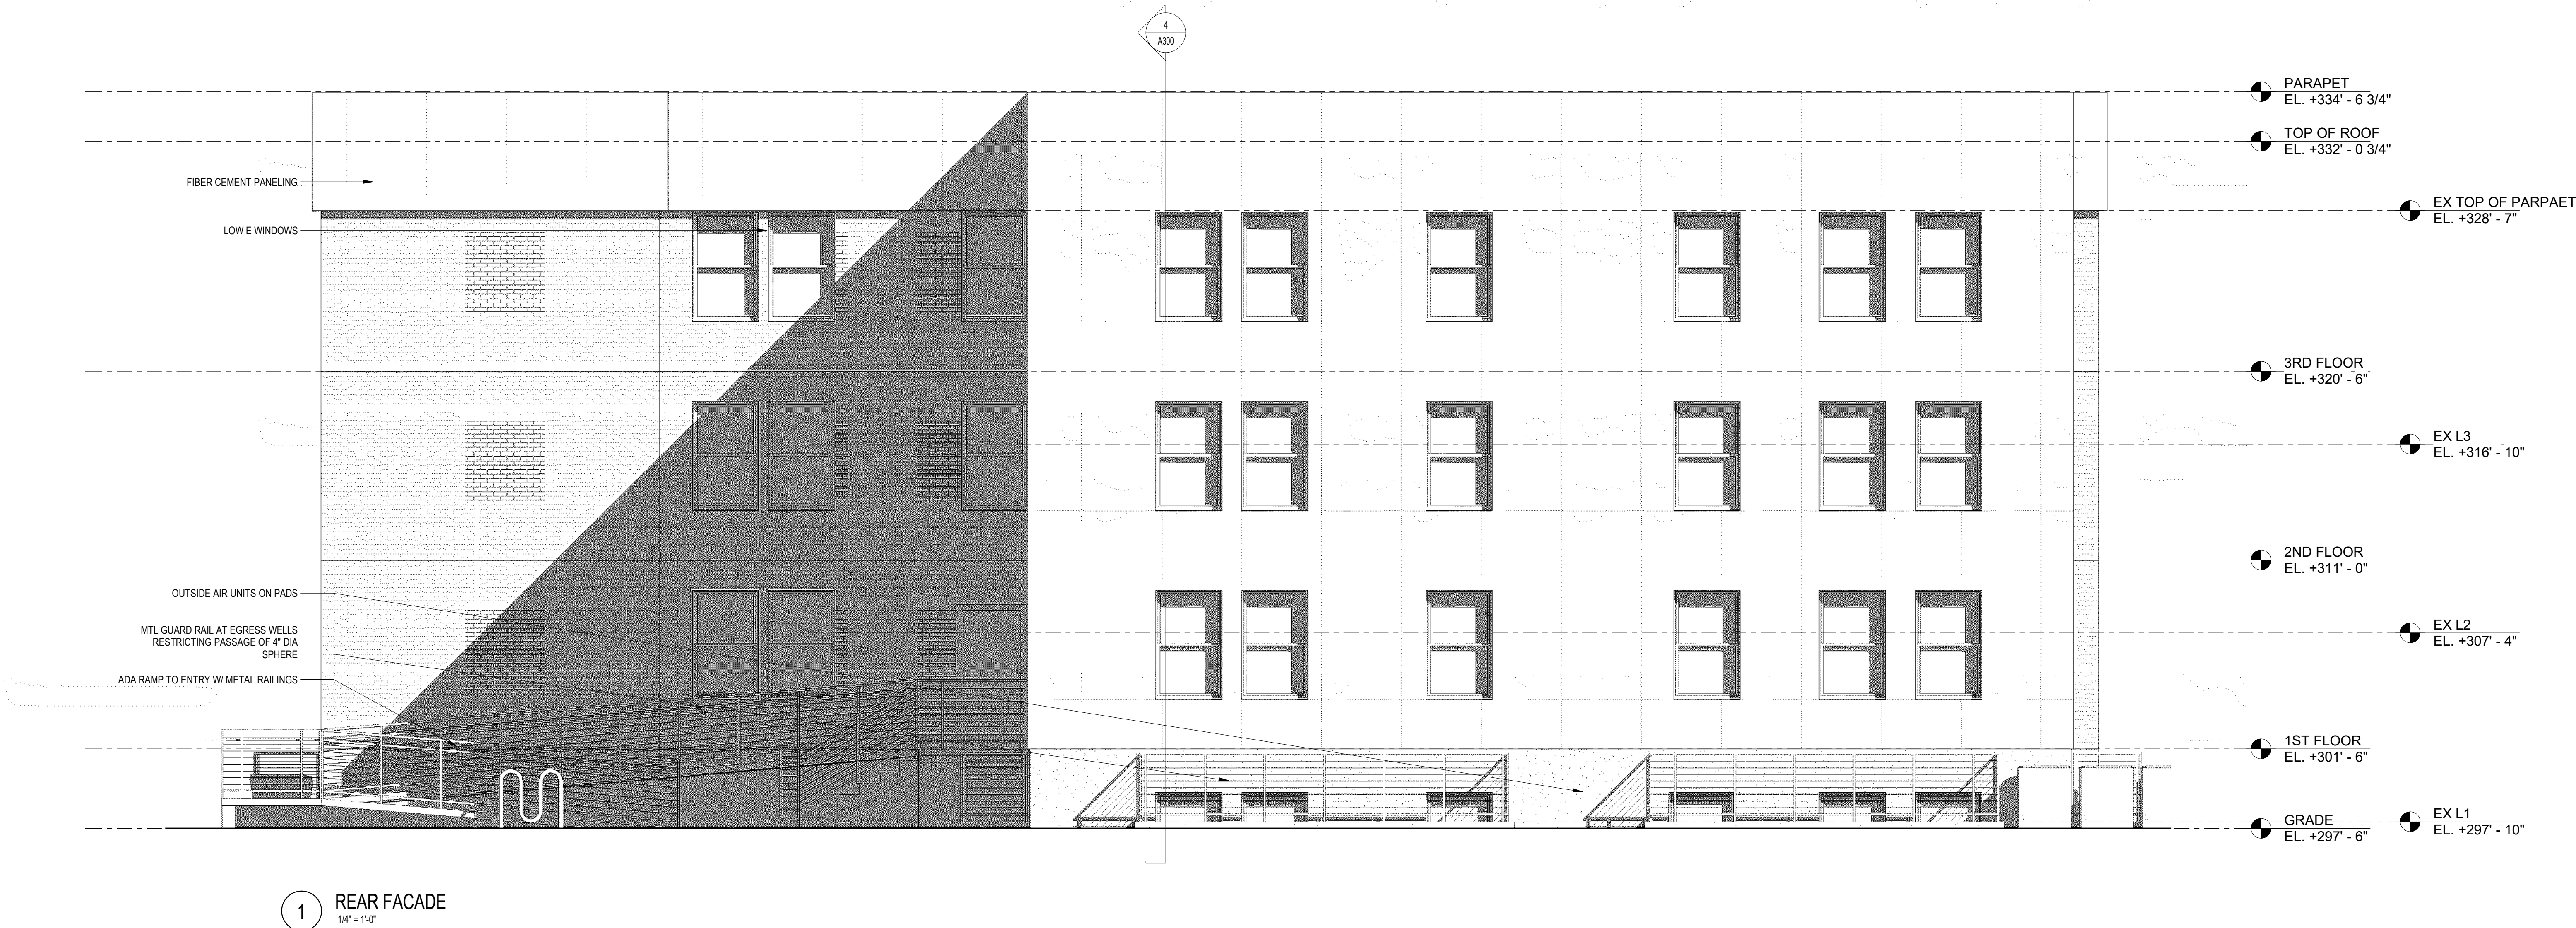 4
A300
PARAPET
EL. +334' - 6 3/4"
TOP OF ROOF
EL. +332' - 0 3/4"
FIBER CEMENT PANELING
EX TOP OF PARPAET
EL. +328' - 7"
LOW E WINDOWS
3RD FLOOR
EL. +320' - 6"
EX L3
EL. +316' - 10"
2ND FLOOR
EL. +311' - 0"
OUTSIDE AIR UNITS ON PADS
MTL GUARD RAIL AT EGRESS WELLS
RESTRICTING PASSAGE OF 4" DIA
SPHERE
EX L2
EL. +307' - 4"
ADA RAMP TO ENTRY W/ METAL RAILINGS
1ST FLOOR
EL. +301' - 6"
GRADE
EL. +297' - 6"
EX L1
EL. +297' - 10"
1
REAR FACADE
1/4" = 1'-0"